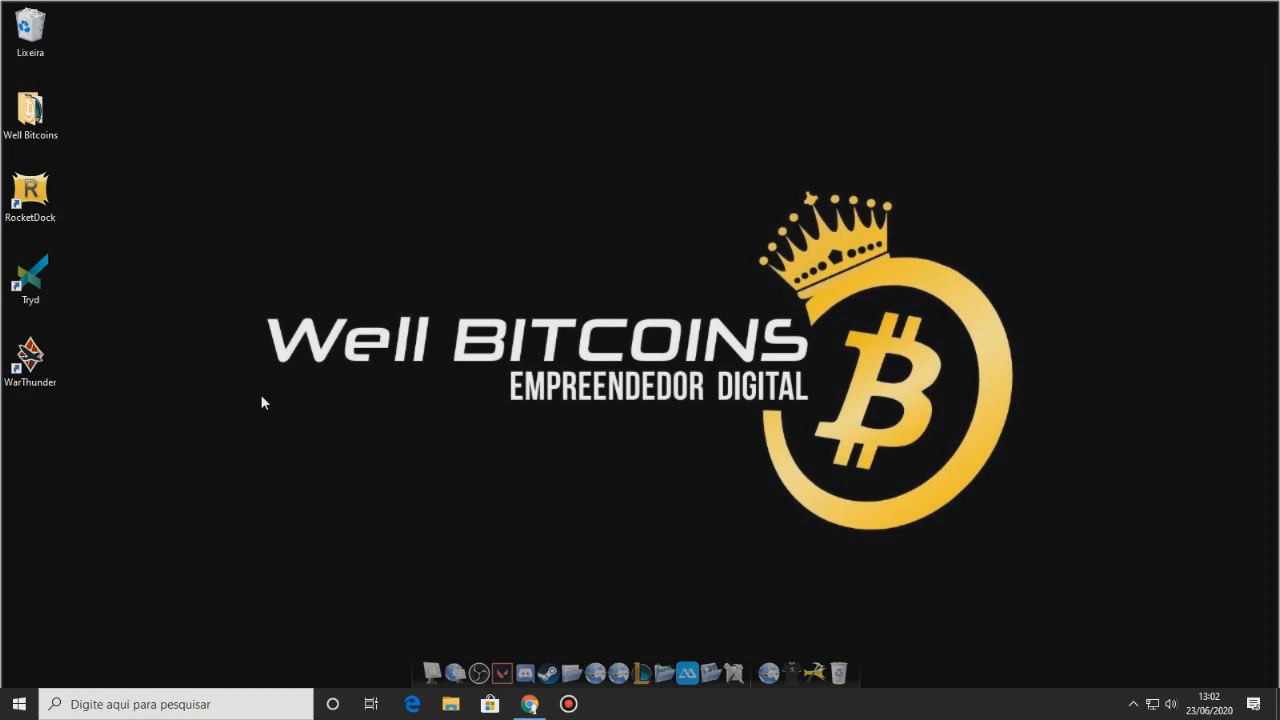 Lixeira
Well Bitcoins
RocketDock
Tryd
WarThunder
Well BITCOINS
EMPREENDEDOR DIGITAL
Digite aqui para pesquisar
13:02
23/06/2020